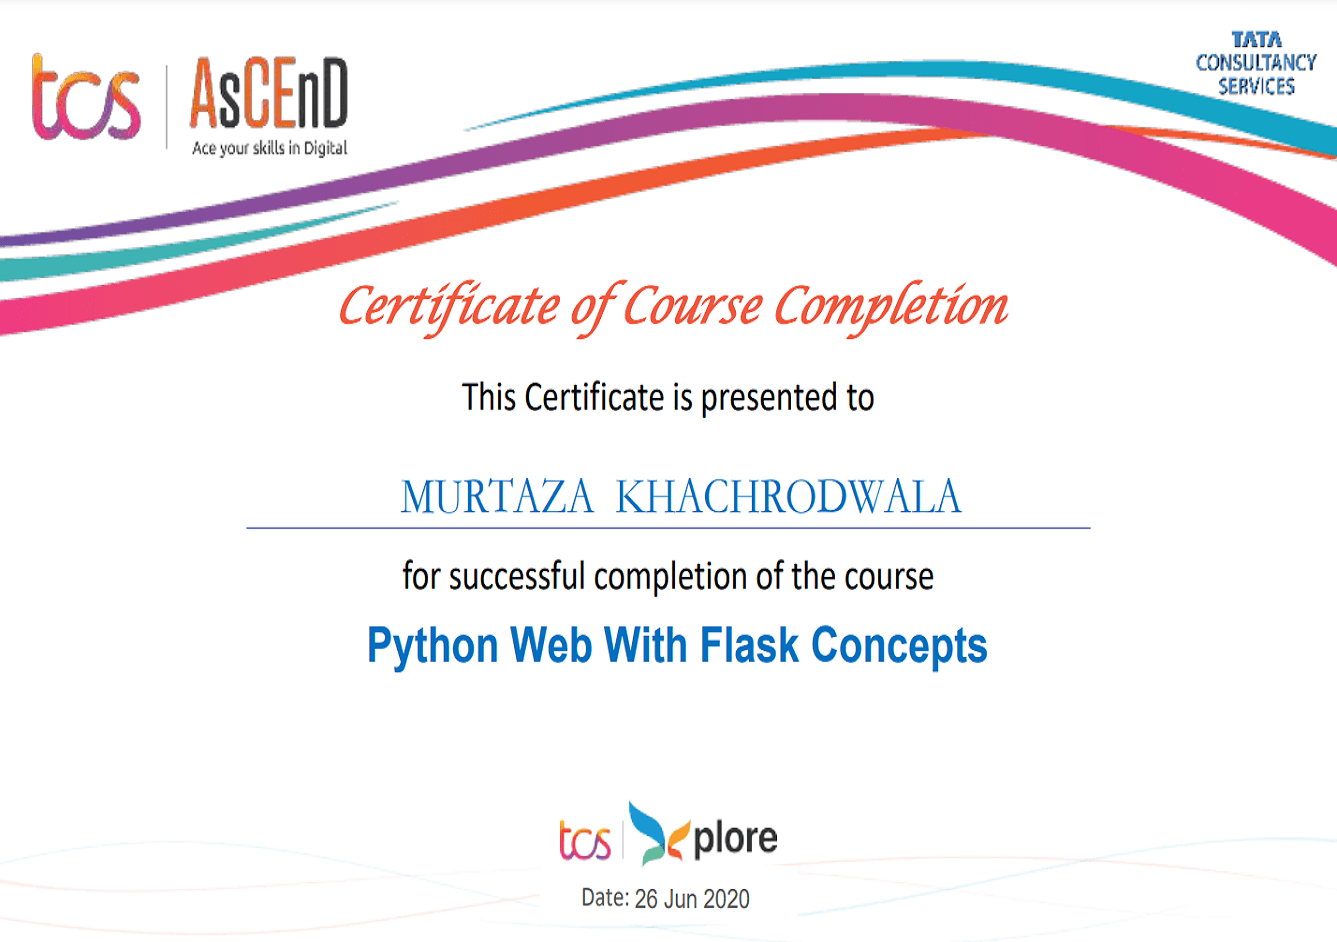 tcs | AsCEnD
Ace your skills in Digital
TATA
CONSULTANCY
SERVICES
Certificate of Course Completion
This Certificate is presented to
MURTAZA KHACHRODWALA
for successful completion of the course
Python Web With Flask Concepts
tcs | Xplore
Date: 26 Jun 2020